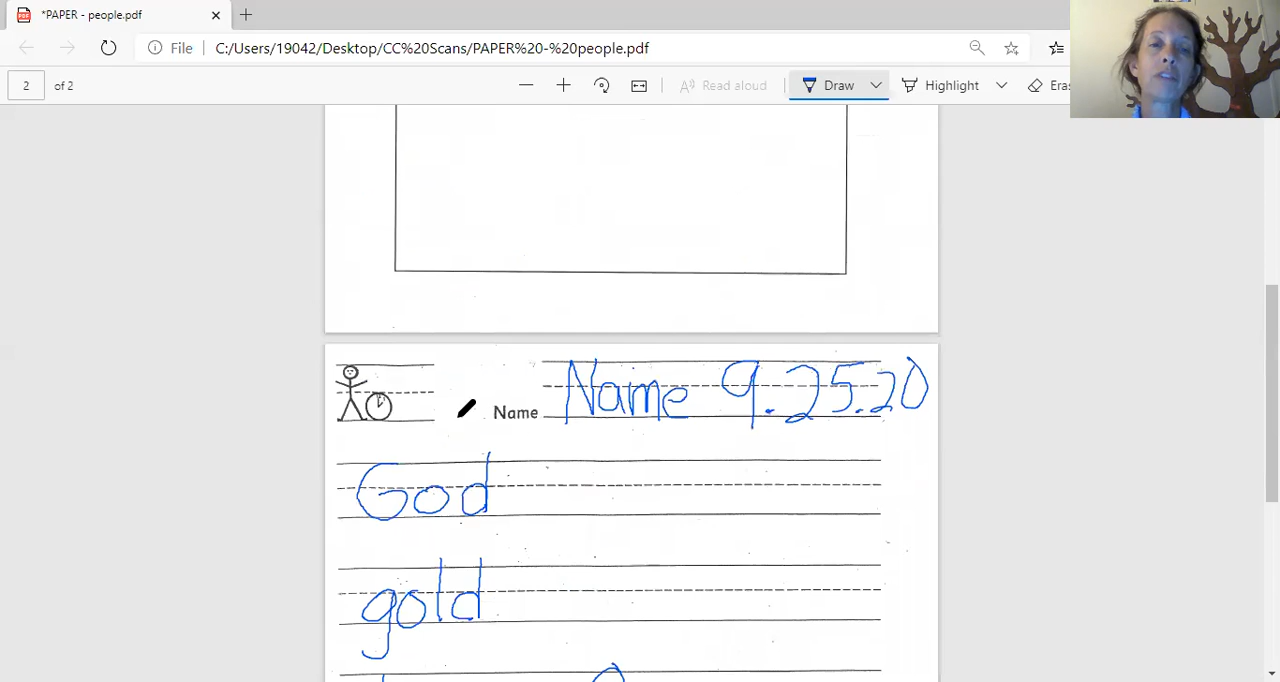 *PAPER - people.pdf
File C:/Users/19042/Desktop/CC%20Scans/PAPER%20-%20people.pdf
2 of 2 Read aloud Draw Highlight
Name Name 9.25.20
God
gold